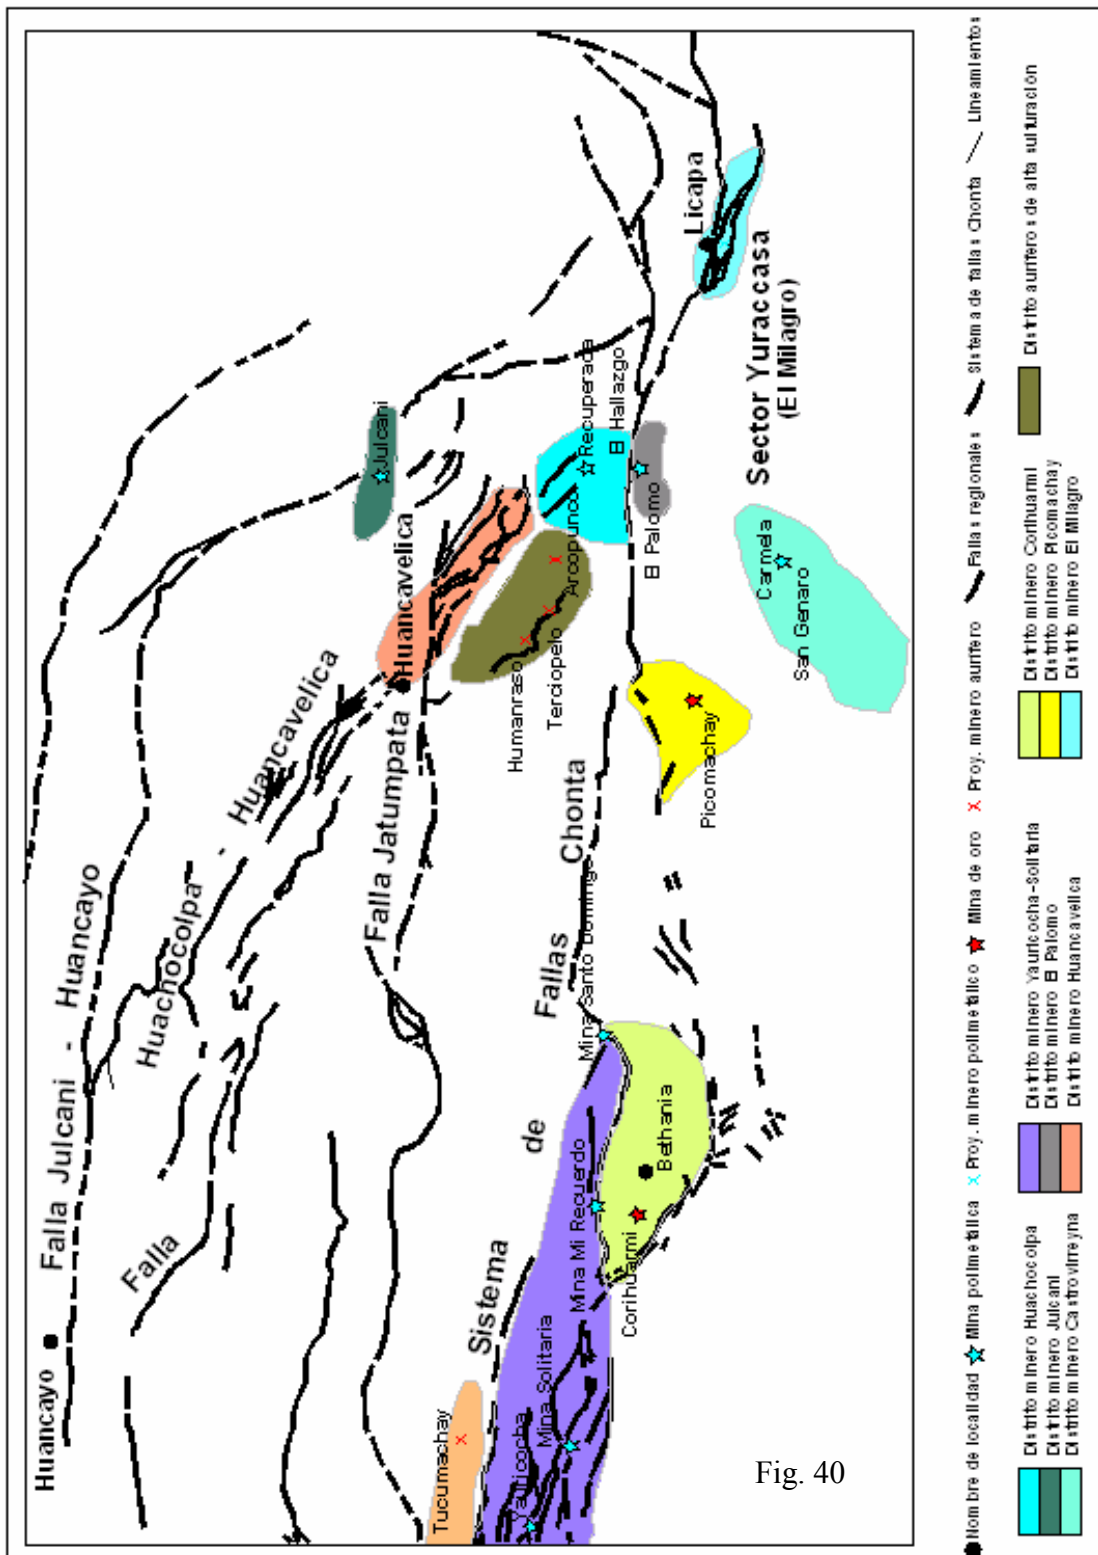 Huancayo
Falla Julcani - Huancayo
Falla Huachocolpa - Huancavelica
Julcani
Huancavelica
Falla Jatumpata
Humanraso
Terciopelo
Arcopunco
Recuperada
El Hallazgo
El Palomo
Licapa
Sector Yuraccasa
(El Milagro)
Carmela
San Genaro
Picomachay
Sistema de Fallas Chonta
Mina Santo Domingo
Mina Mi Recuerdo
Bethania
Corihuarmi
Mina Solitaria
Yauricocha
Tucumachay
Fig. 40
Nombre de localidad
Mina polimetálica
Proy. minero polimetálico
Mina de oro
Proy. minero aurífero
Fallas regionales
Sistema de fallas Chonta
Lineamientos
Distrito minero Huachocolpa
Distrito minero Julcani
Distrito minero Castrovirreyna
Distrito minero Yauricocha-Solitaria
Distrito minero El Palomo
Distrito minero Huancavelica
Distrito minero Corihuarmi
Distrito minero Picomachay
Distrito minero El Milagro
Distrito auríferos de alta sulfuración